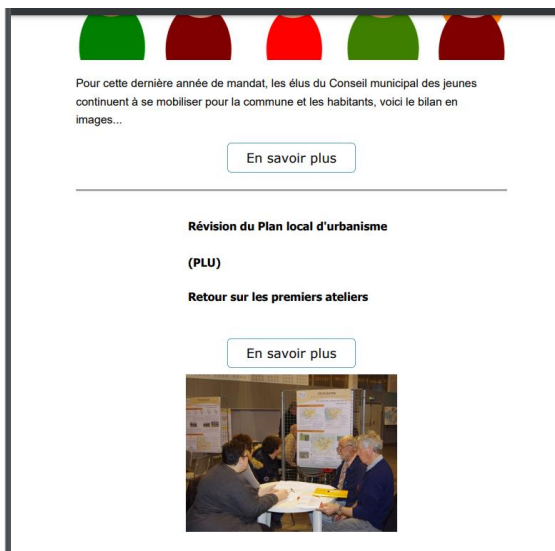 Pour cette dernière année de mandat, les élus du Conseil municipal des jeunes
continuent à se mobiliser pour la commune et les habitants, voici le bilan en
images...
En savoir plus
Révision du Plan local d'urbanisme
(PLU)
Retour sur les premiers ateliers
En savoir plus